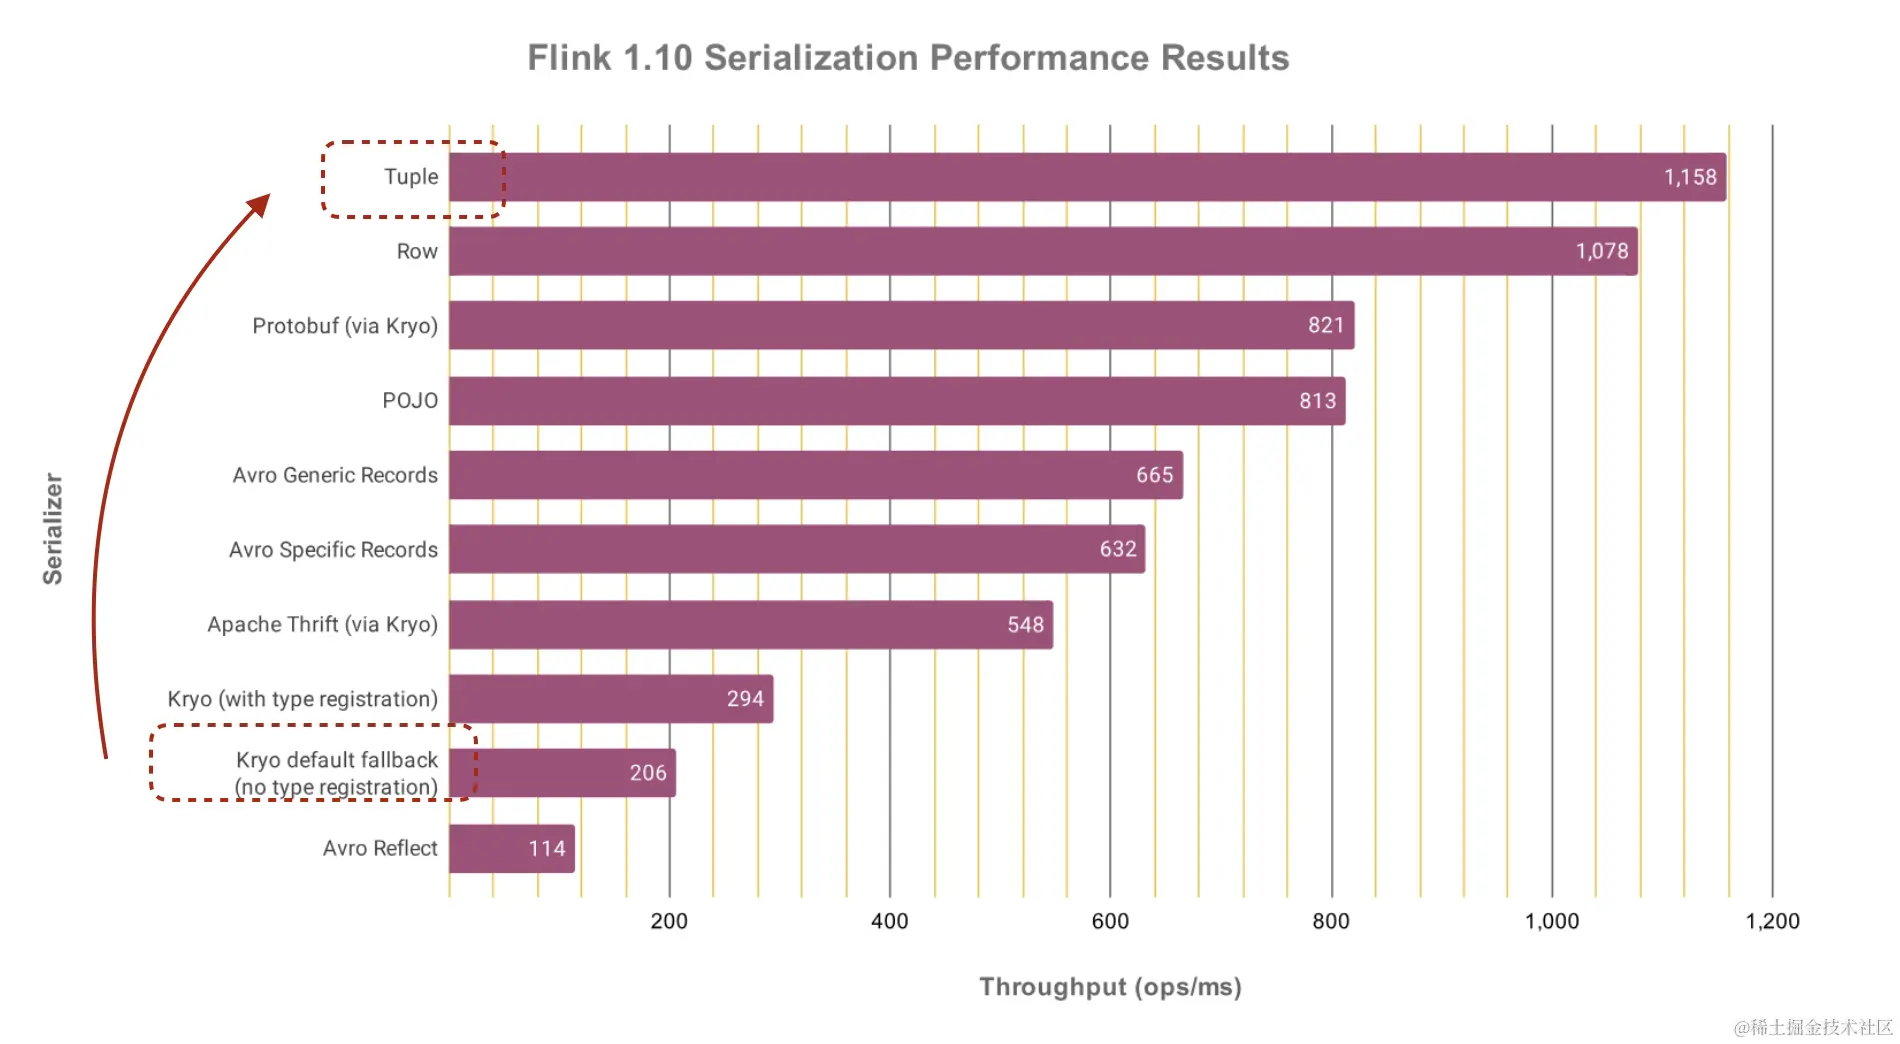 Flink 1.10 Serialization Performance Results
Serializer
Tuple
1,158
Row
1,078
Protobuf (via Kryo)
821
POJO
813
Avro Generic Records
665
Avro Specific Records
632
Apache Thrift (via Kryo)
548
Kryo (with type registration)
294
Kryo default fallback
(no type registration)
206
Avro Reflect
114
200
400
600
800
1,000
1,200
Throughput (ops/ms)
@稀土掘金技术社区